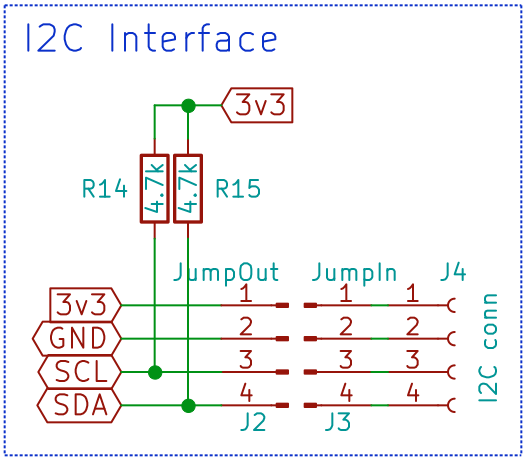 I2C Interface
3v3
R14 4.7k 4.7k R15
JumpOut JumpIn J4
3v3 1 1 1
GND 2 2 2
SCL 3 3 3
SDA 4 4 4
J2 J3
I2C conn